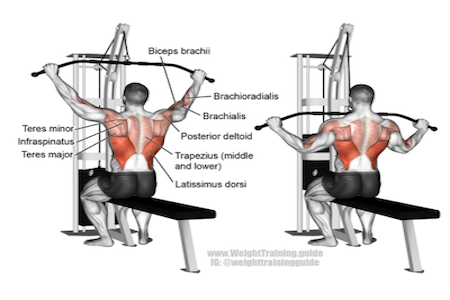 Biceps brachii
Brachioradialis
Brachialis
Teres minor
Posterior deltoid
Infraspinatus
Teres major
Trapezius (middle
and lower)
Latissimus dorsi
www.WeightTraining.guide
IG: @weighttrainingguide